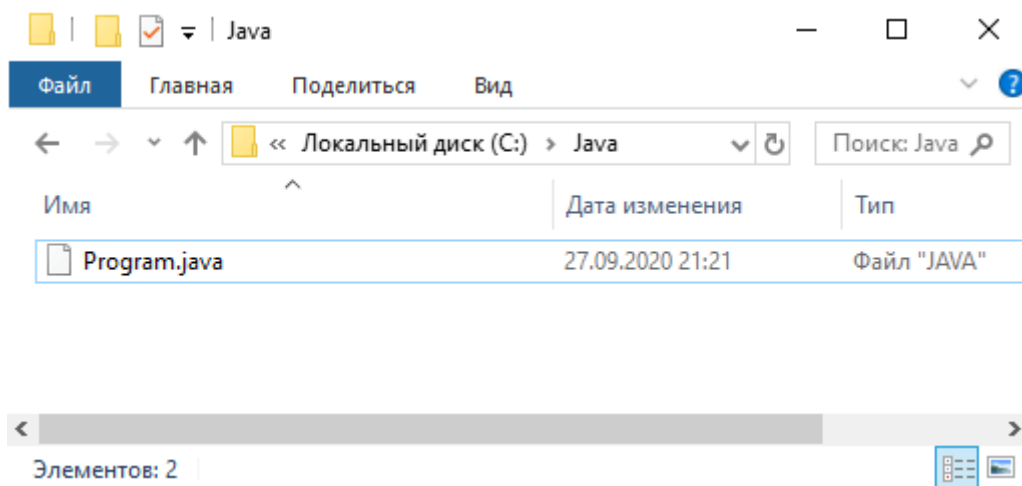 Java
Файл Главная Поделиться Вид
« Локальный диск (C:) > Java Поиск: Java
Имя Дата изменения Тип
Program.java 27.09.2020 21:21 Файл "JAVA"
Элементов: 2